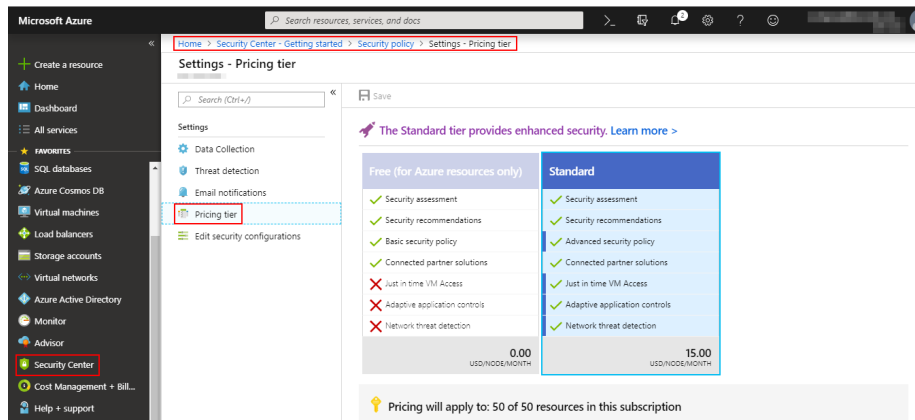 Microsoft Azure
Search resources, services, and docs
2
Home > Security Center - Getting started > Security policy > Settings - Pricing tier
Settings - Pricing tier
Create a resource
Home
Dashboard
All services
FAVORITES
SQL databases
Azure Cosmos DB
Virtual machines
Load balancers
Storage accounts
Virtual networks
Azure Active Directory
Monitor
Advisor
Security Center
Cost Management + Bill...
Help + support
Search (Ctrl+/)
Settings
Data Collection
Threat detection
Email notifications
Pricing tier
Edit security configurations
Save
The Standard tier provides enhanced security. Learn more >
Free (for Azure resources only)
Security assessment
Security recommendations
Basic security policy
Connected partner solutions
Just in time VM Access
Adaptive application controls
Network threat detection
0.00
USD/NODE/MONTH
Standard
Security assessment
Security recommendations
Advanced security policy
Connected partner solutions
Just in time VM Access
Adaptive application controls
Network threat detection
15.00
USD/NODE/MONTH
Pricing will apply to: 50 of 50 resources in this subscription